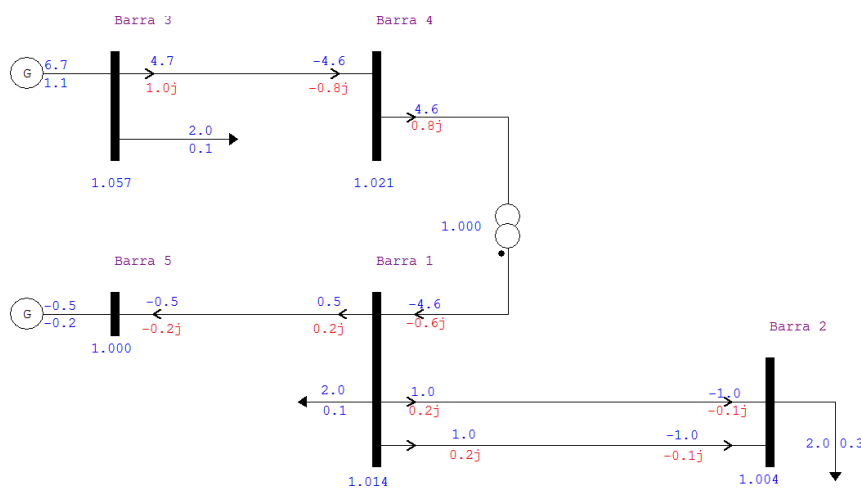 Barra 3
Barra 4
6.7
1.1
G
4.7
1.0j
-4.6
-0.8j
4.6
0.8j
2.0
0.1
1.057
1.021
1.000
Barra 5
Barra 1
G
-0.5
-0.2
-0.5
-0.2j
0.5
0.2j
-4.6
-0.6j
1.000
Barra 2
2.0
0.1
1.0
0.2j
-1.0
-0.1j
1.0
0.2j
-1.0
-0.1j
2.0 0.3
1.014
1.004